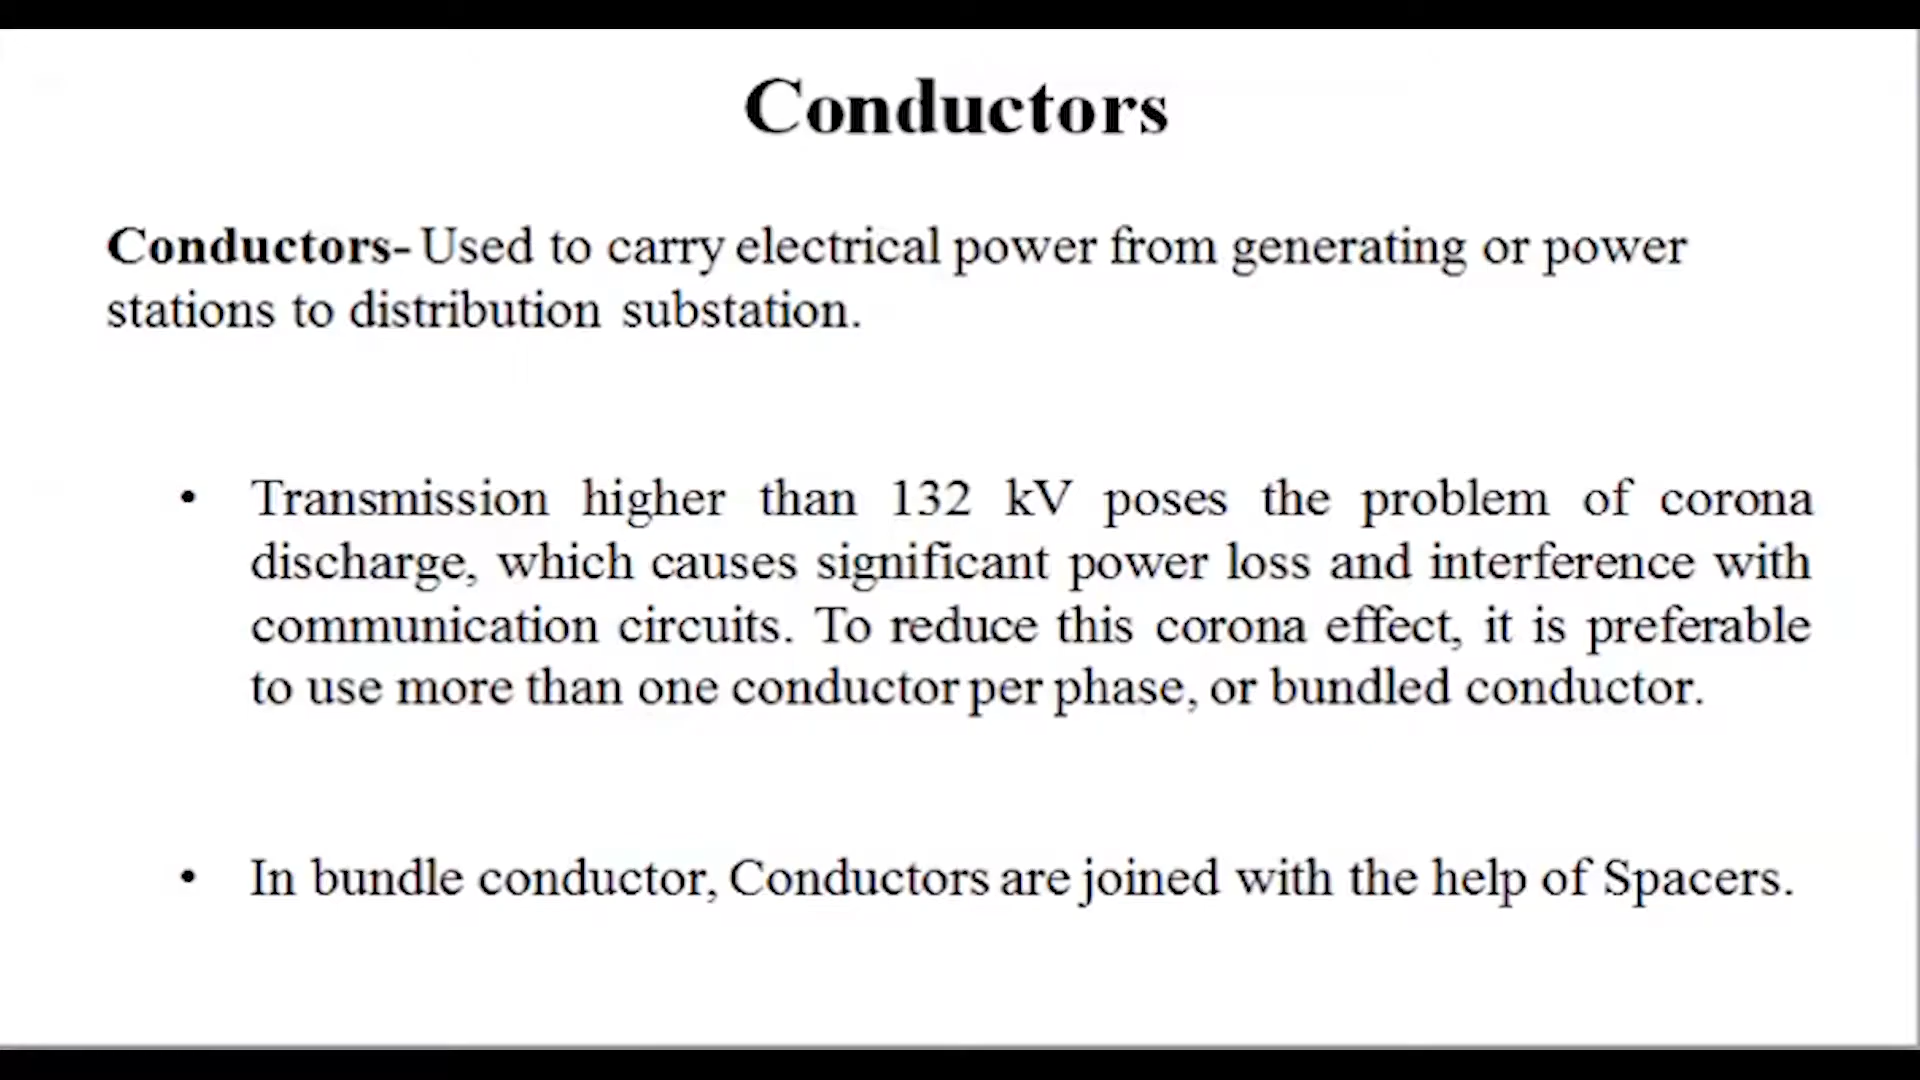 Conductors
Conductors- Used to carry electrical power from generating or power
stations to distribution substation.
• Transmission higher than 132 kV poses the problem of corona
discharge, which causes significant power loss and interference with
communication circuits. To reduce this corona effect, it is preferable
to use more than one conductor per phase, or bundled conductor.
• In bundle conductor, Conductors are joined with the help of Spacers.